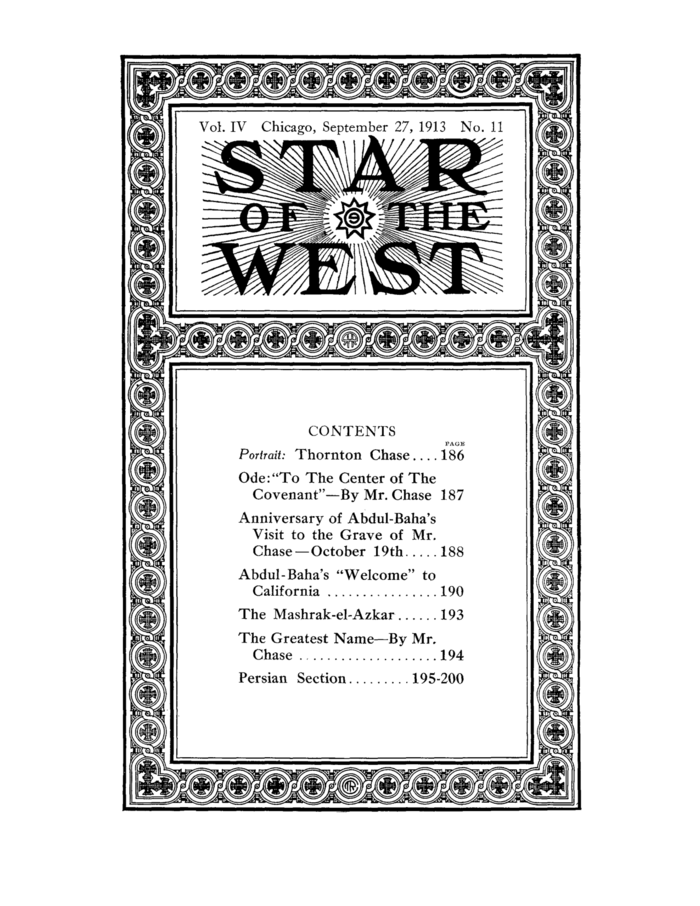 Vol. IV Chicago, September 27, 1913 No. 11
STAR
OF THE
WEST
CONTENTS
PAGE
Portrait: Thornton Chase....186
Ode:"To The Center of The
Covenant"—By Mr. Chase 187
Anniversary of Abdul-Baha's
Visit to the Grave of Mr.
Chase—October 19th.....188
Abdul-Baha's "Welcome" to
California ................190
The Mashrak-el-Azkar......193
The Greatest Name—By Mr.
Chase ....................194
Persian Section.........195-200